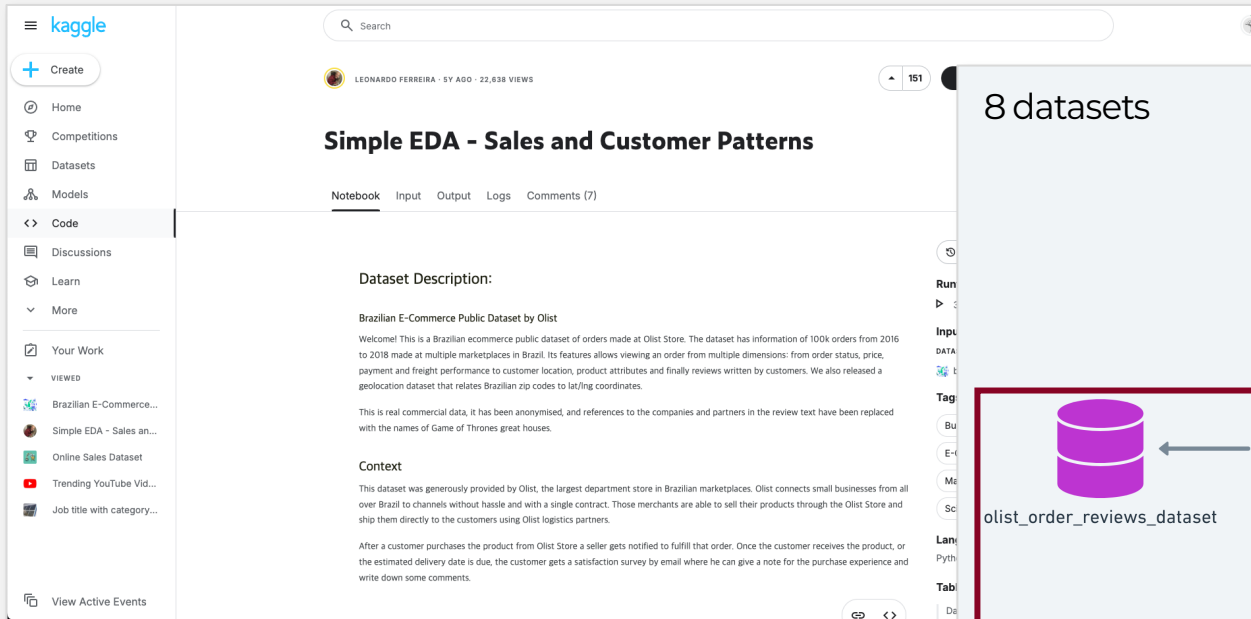 kaggle
Search
Create
Home
Competitions
Datasets
Models
Code
Discussions
Learn
More
Your Work
VIEWED
Brazilian E-Commerce...
Simple EDA - Sales an...
Online Sales Dataset
Trending YouTube Vid...
Job title with category...
View Active Events
LEONARDO FERREIRA · 5Y AGO · 22,638 VIEWS
151
Simple EDA - Sales and Customer Patterns
Notebook Input Output Logs Comments (7)
Dataset Description:
Brazilian E-Commerce Public Dataset by Olist
Welcome! This is a Brazilian ecommerce public dataset of orders made at Olist Store. The dataset has information of 100k orders from 2016
to 2018 made at multiple marketplaces in Brazil. Its features allows viewing an order from multiple dimensions: from order status, price,
payment and freight performance to customer location, product attributes and finally reviews written by customers. We also released a
geolocation dataset that relates Brazilian zip codes to lat/lng coordinates.
This is real commercial data, it has been anonymised, and references to the companies and partners in the review text have been replaced
with the names of Game of Thrones great houses.
Context
This dataset was generously provided by Olist, the largest department store in Brazilian marketplaces. Olist connects small businesses from all
over Brazil to channels without hassle and with a single contract. Those merchants are able to sell their products through the Olist Store and
ship them directly to the customers using Olist logistics partners.
After a customer purchases the product from Olist Store a seller gets notified to fulfill that order. Once the customer receives the product, or
the estimated delivery date is due, the customer gets a satisfaction survey by email where he can give a note for the purchase experience and
write down some comments.
8 datasets
olist_order_reviews_dataset